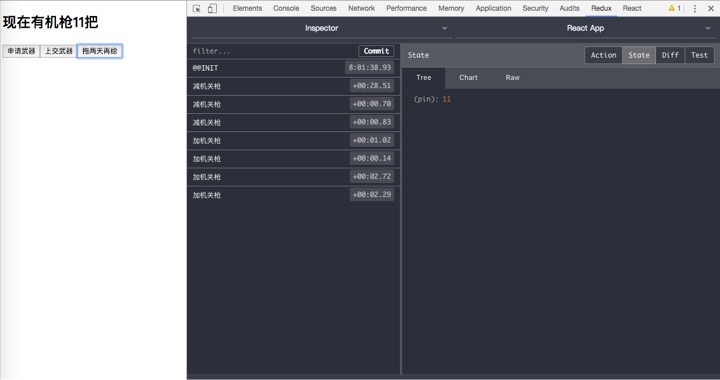 现在有机枪11把
申请武器 上交武器 拖两天再给
Elements Console Sources Network Performance Memory Application Security Audits Redux React 1
Inspector React App
filter... Commit
@@INIT 8:01:38.93
减机关枪 +00:28.51
减机关枪 +00:00.70
减机关枪 +00:00.83
加机关枪 +00:01.02
加机关枪 +00:00.14
加机关枪 +00:02.72
加机关枪 +00:02.29
State Action State Diff Test
Tree Chart Raw
(pin): 11